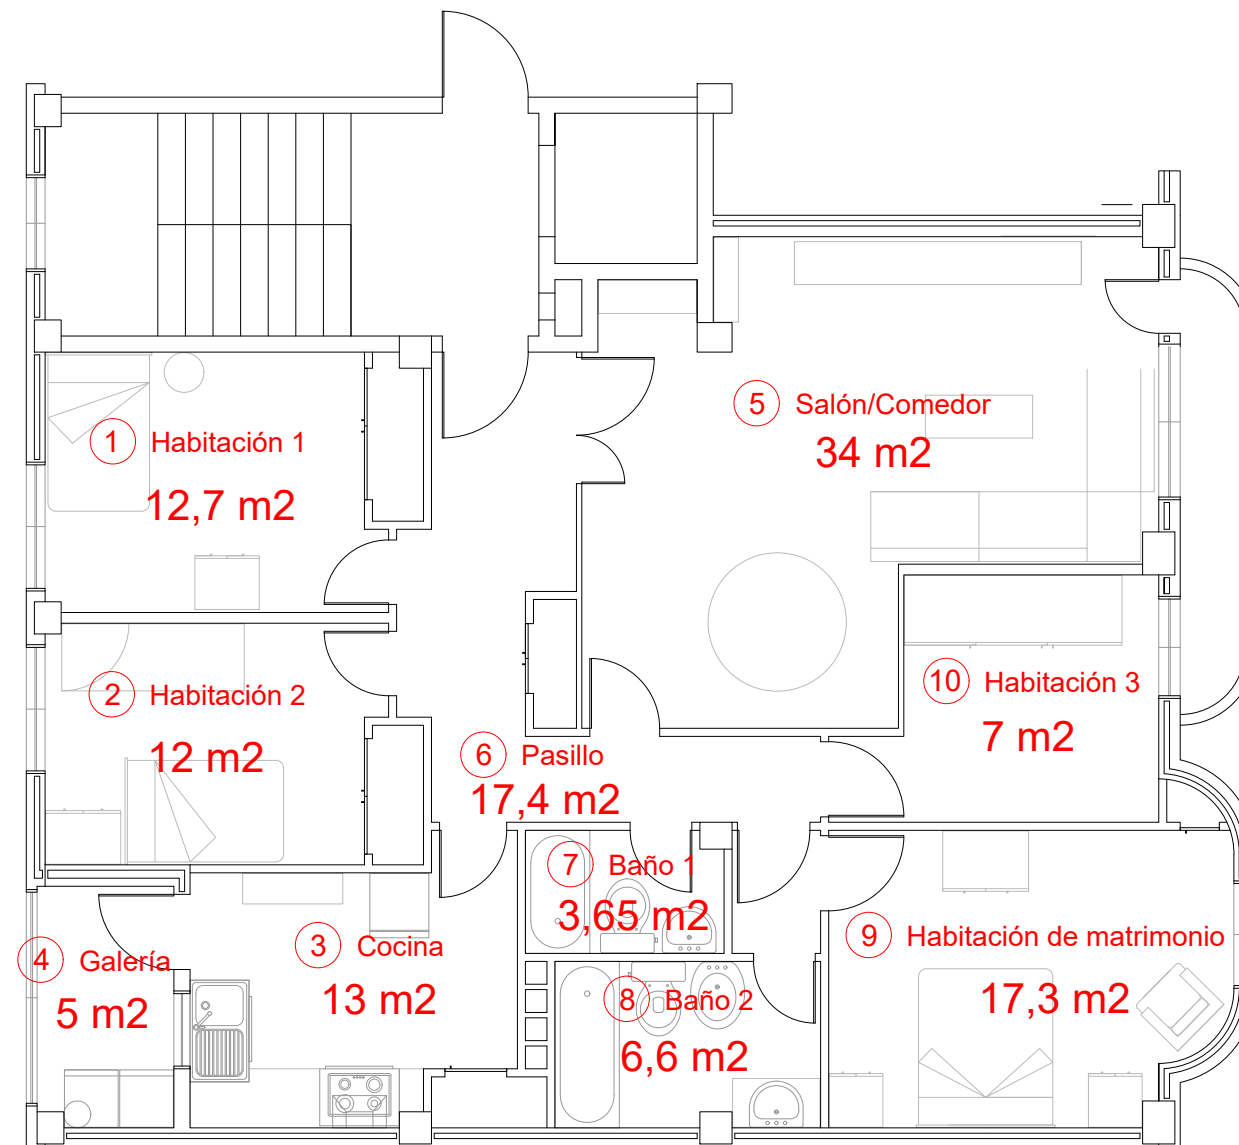 1 Habitación 1
12,7 m2
2 Habitación 2
12 m2
3 Cocina
13 m2
4 Galería
5 m2
5 Salón/Comedor
34 m2
6 Pasillo
17,4 m2
7 Baño 1
3,65 m2
8 Baño 2
6,6 m2
9 Habitación de matrimonio
17,3 m2
10 Habitación 3
7 m2